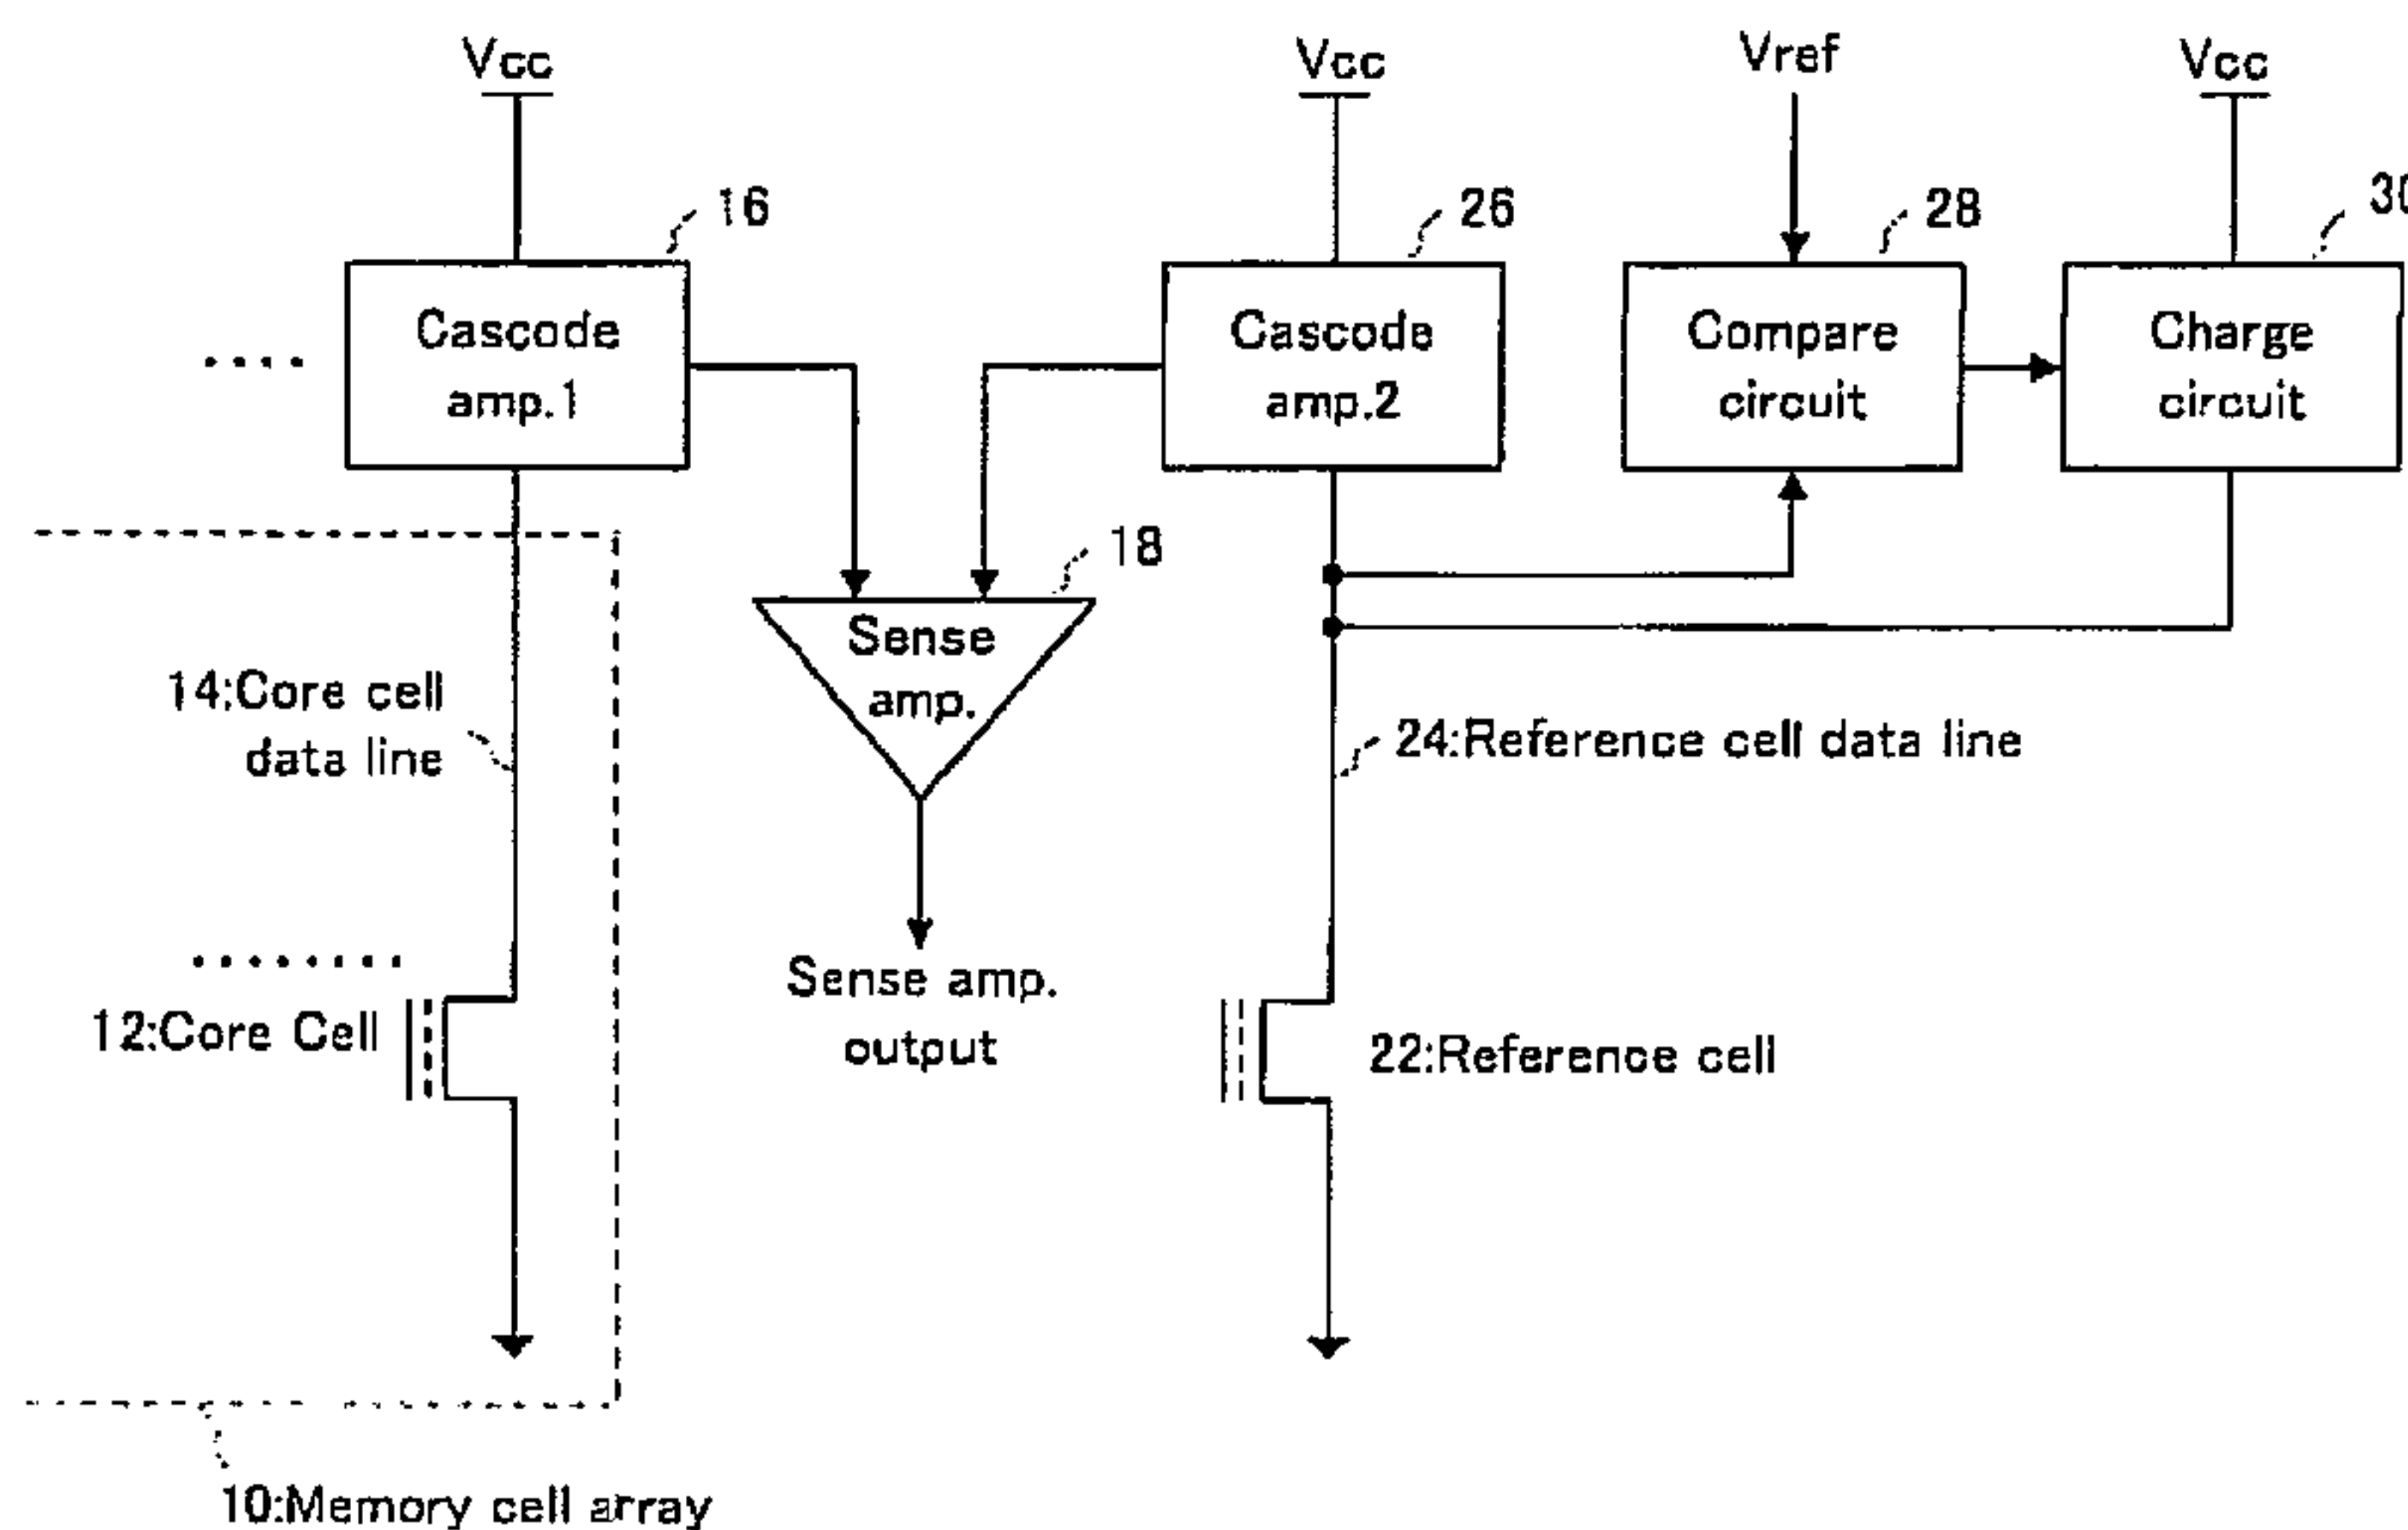 Vcc
Vcc
Vref
Vcc
16
26
28
30
Cascode
amp.1
Cascode
amp.2
Compare
circuit
Charge
circuit
18
Sense
amp.
14:Core cell
data line
24:Reference cell data line
Sense amp.
output
12:Core Cell
22:Reference cell
10:Memory cell array